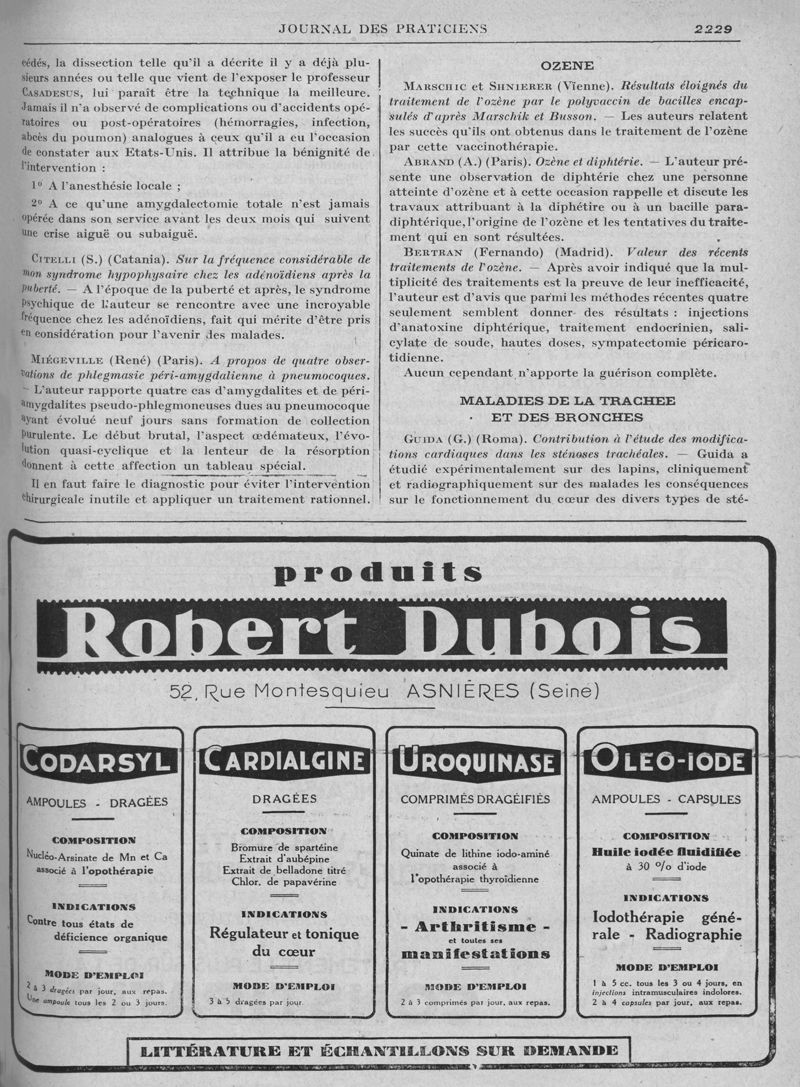 JOURNAL DES PRATICIENS 2229
cédés, la dissection telle qu'il a décrite il y a déjà plu-
sieurs années ou telle que vient de l'exposer le professeur
CASADESUS, lui paraît être la technique la meilleure.
Jamais il n'a observé de complications ou d'accidents opé-
ratoires ou post-opératoires (hémorragies, infection,
abcès du poumon) analogues à ceux qu'il a eu l'occasion
de constater aux Etats-Unis. Il attribue la bénignité de
l'intervention :
1º A l'anesthésie locale ;
2º A ce qu'une amygdalectomie totale n'est jamais
opérée dans son service avant les deux mois qui suivent
une crise aiguë ou subaiguë.
CITELLI (S.) (Catania). Sur la fréquence considérable de
mon syndrome hypophysaire chez les adénoïdiens après la
puberté. — A l'époque de la puberté et après, le syndrome
psychique de l'auteur se rencontre avec une incroyable
fréquence chez les adénoïdiens, fait qui mérite d'être pris
en considération pour l'avenir des malades.
MIÉGEVILLE (René) (Paris). A propos de quatre obser-
vations de phlegmasie péri-amygdalienne à pneumocoques.
— L'auteur rapporte quatre cas d'amygdalites et de péri-
amygdalites pseudo-phlegmoneuses dues au pneumocoque
ayant évolué neuf jours sans formation de collection
purulente. Le début brutal, l'aspect œdémateux, l'évo-
lution quasi-cyclique et la lenteur de la résorption
donnent à cette affection un tableau spécial.
Il en faut faire le diagnostic pour éviter l'intervention
chirurgicale inutile et appliquer un traitement rationnel.
OZENE
MARSCHIC et SHNIERER (Vienne). Résultats éloignés du
traitement de l'ozène par le polyvaccin de bacilles encap-
sulés d'après Marschik et Busson. — Les auteurs relatent
les succès qu'ils ont obtenus dans le traitement de l'ozène
par cette vaccinothérapie.
ABRAND (A.) (Paris). Ozène et diphtérie. — L'auteur pré-
sente une observation de diphtérie chez une personne
atteinte d'ozène et à cette occasion rappelle et discute les
travaux attribuant à la diphétire ou à un bacille para-
diphtérique, l'origine de l'ozène et les tentatives du traite-
ment qui en sont résultées.
BERTRAN (Fernando) (Madrid). Valeur des récents
traitements de l'ozène. — Après avoir indiqué que la mul-
tiplicité des traitements est la preuve de leur inefficacité,
l'auteur est d'avis que parmi les méthodes récentes quatre
seulement semblent donner des résultats : injections
d'anatoxine diphtérique, traitement endocrinien, sali-
cylate de soude, hautes doses, sympatectomie péricaro-
tidienne.
Aucun cependant n'apporte la guérison complète.
MALADIES DE LA TRACHEE
ET DES BRONCHES
GUIDA (G.) (Roma). Contribution à l'étude des modifica-
tions cardiaques dans les sténoses trachéales. — Guida a
étudié expérimentalement sur des lapins, cliniquement
et radiographiquement sur des malades les conséquences
sur le fonctionnement du cœur des divers types de sté-
produits
Robert Dubois
52, Rue Montesquieu ASNIÈRES (Seine)
CODARSYL
AMPOULES - DRAGÉES
COMPOSITION
Nucléo-Arsinate de Mn et Ca
associé à l'opothérapie
INDICATIONS
Contre tous états de
déficience organique
MODE D'EMPLOI
2 à 3 dragées par jour, aux repas.
Une ampoule tous les 2 ou 3 jours.
CARDIALGINE
DRAGÉES
COMPOSITION
Bromure de spartéine
Extrait d'aubépine
Extrait de belladone titré
Chlor. de papavérine
INDICATIONS
Régulateur et tonique
du cœur
MODE D'EMPLOI
3 à 5 dragées par jour
UROQUINASE
COMPRIMÉS DRAGÉIFIÉS
COMPOSITION
Quinate de lithine iodo-aminé
associé à
l'opothérapie thyroïdienne
INDICATIONS
- Arthritisme -
et toutes ses
manifestations
MODE D'EMPLOI
2 à 3 comprimés par jour, aux repas.
OLEO-IODE
AMPOULES - CAPSULES
COMPOSITION
Huile iodée fluidifiée
à 30 % d'iode
INDICATIONS
Iodothérapie géné-
rale - Radiographie
MODE D'EMPLOI
1 à 5 cc. tous les 3 ou 4 jours, en
injections intramusculaires indolores.
2 à 4 capsules par jour, aux repas.
LITTÉRATURE ET ÉCHANTILLONS SUR DEMANDE